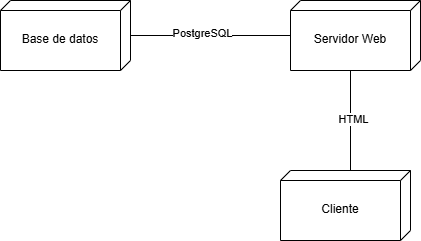 Base de datos
PostgreSQL
Servidor Web
HTML
Cliente